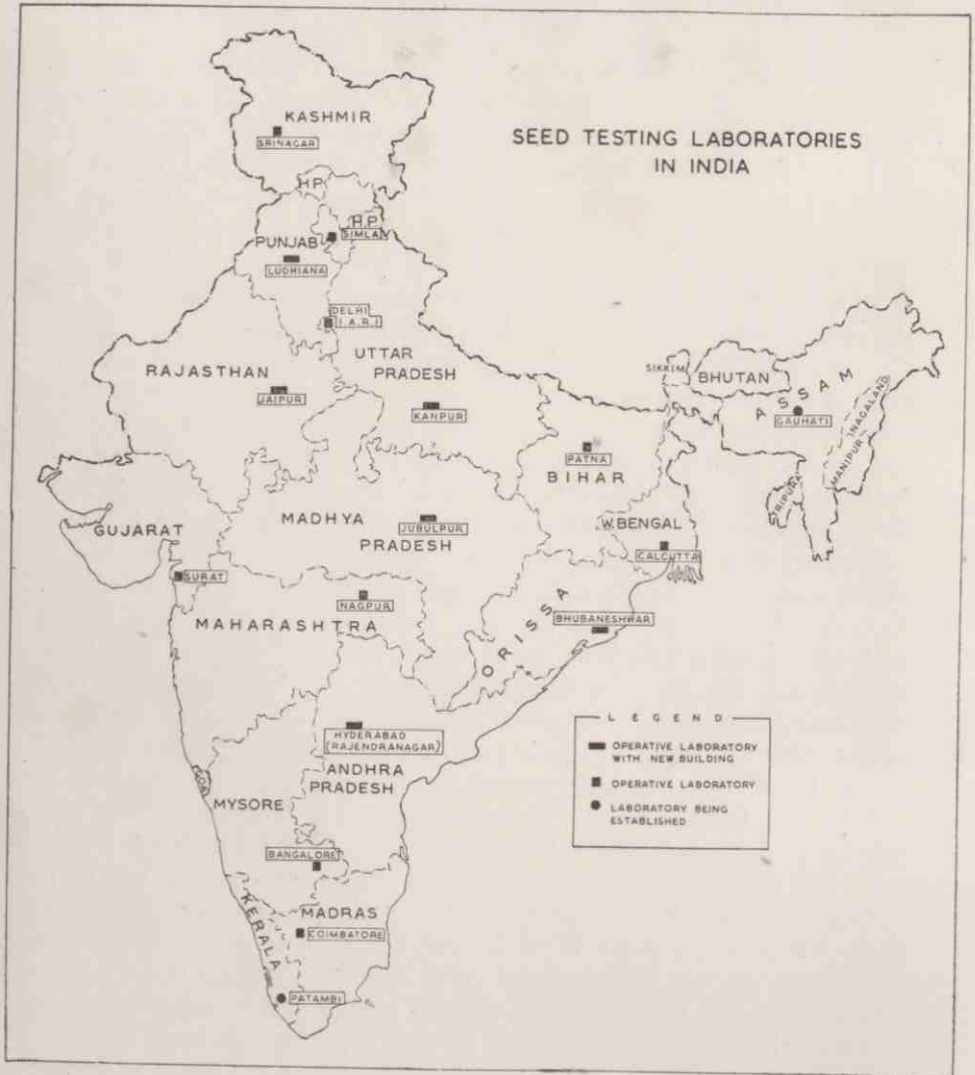 SEED TESTING LABORATORIES
IN INDIA
KASHMIR
SRINAGAR
H.P.
H.P.
SIMLA
PUNJAB
LUDHIANA
DELHI
I.A.R.I
UTTAR
PRADESH
RAJASTHAN
JAIPUR
KANPUR
SIKKIM
BHUTAN
ASSAM
GAUHATI
NAGALAND
MANIPUR
TRIPURA
PATNA
BIHAR
GUJARAT
MADHYA
PRADESH
JUBULPUR
W.BENGAL
CALCUTTA
SURAT
NAGPUR
MAHARASHTRA
ORISSA
BHUBANESHWAR
HYDERABAD
(RAJENDRANAGAR)
ANDHRA
PRADESH
GOA
MYSORE
BANGALORE
MADRAS
COIMBATORE
KERALA
PATAMBI
LEGEND
OPERATIVE LABORATORY
WITH NEW BUILDING
OPERATIVE LABORATORY
LABORATORY BEING
ESTABLISHED